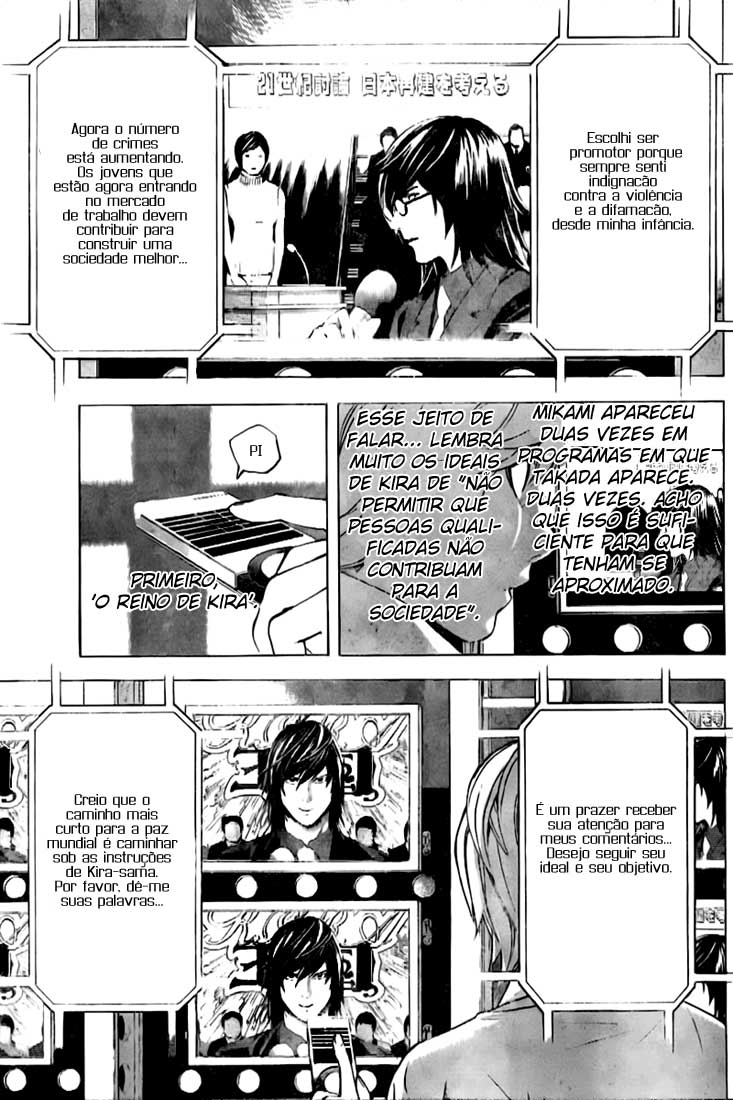 21世紀討論 日本再建を考える
Escolhi ser
promotor porque
sempre senti
indignação
contra a violência
e a difamacão,
desde minha infância.
Agora o número
de crimes
está aumentando.
Os jovens que
estão agora entrando
no mercado
de trabalho devem
contribuir para
construir uma
sociedade melhor...
MIKAMI APARECEU
DUAS VEZES EM
PROGRAMAS EM QUE
TAKADA APARECE.
DUAS VEZES. ACHO
QUE ISSO É SUFI-
CIENTE PARA QUE
TENHAM SE
APROXIMADO.
ESSE JEITO DE
FALAR... LEMBRA
MUITO OS IDEAIS
DE KIRA DE "NÃO
PERMITIR QUE
PESSOAS QUALI-
FICADAS NÃO
CONTRIBUAM
PARA A
SOCIEDADE".
PI
PRIMEIRO,
'O REINO DE KIRA'.
É um prazer receber
sua atenção para
meus comentários...
Desejo seguir seu
ideal e seu objetivo.
Creio que o
caminho mais
curto para a paz
mundial é caminhar
sob as instruções
de Kira-sama.
Por favor, dê-me
suas palavras...